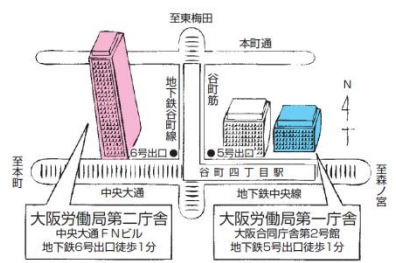 至東梅田
本町通
地下鉄谷町線
谷町筋
N
6号出口
5号出口
至本町
谷町四丁目駅
至森ノ宮
中央大通
地下鉄中央線
大阪労働局第二庁舎
中央大通FNビル
地下鉄6号出口徒歩1分
大阪労働局第一庁舎
大阪合同庁舎第2号館
地下鉄5号出口徒歩1分